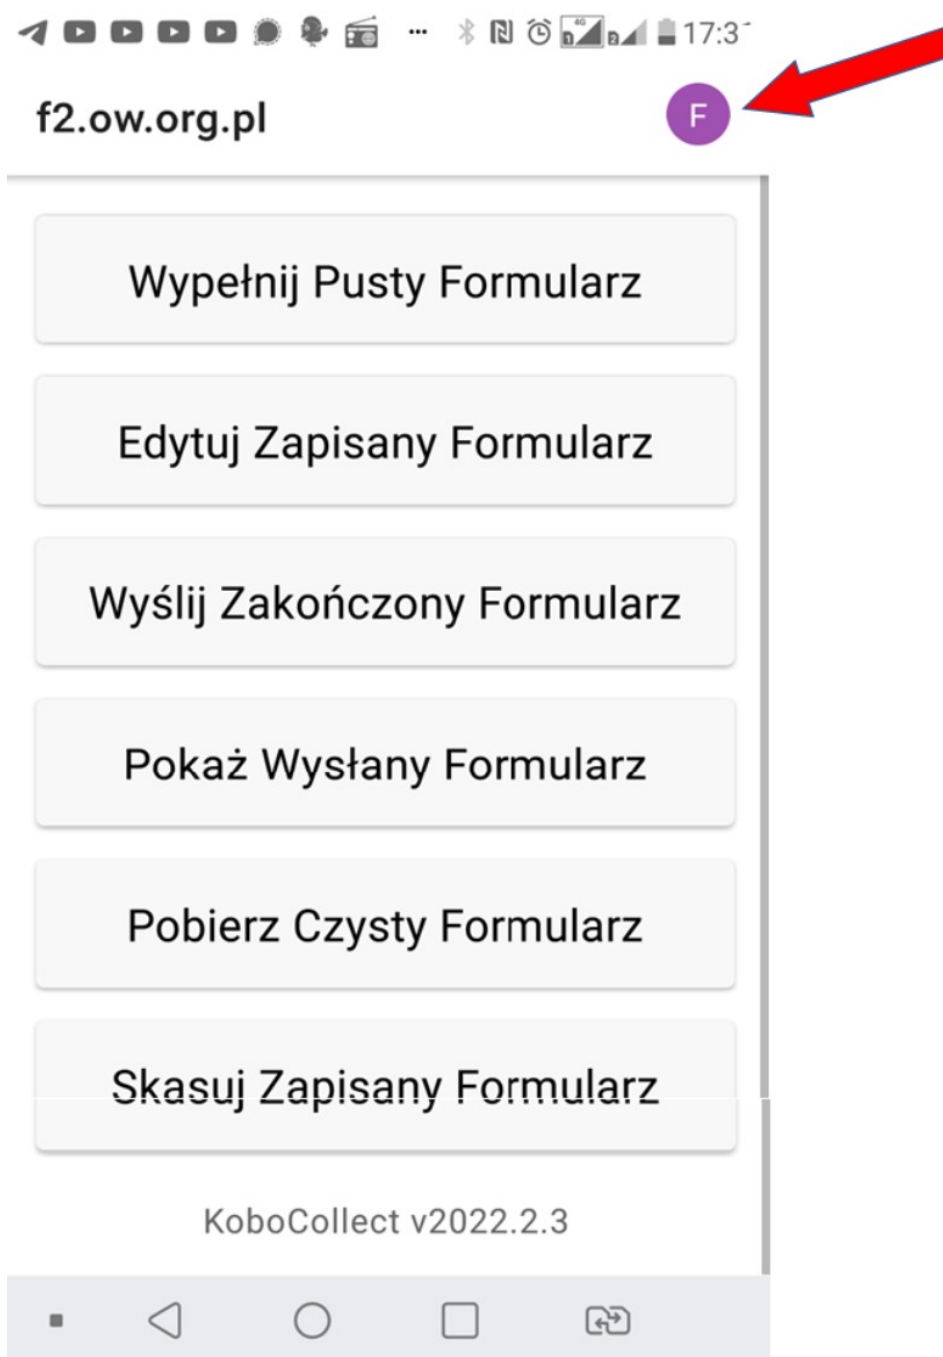 17:3
f2.ow.org.pl
F
Wypełnij Pusty Formularz
Edytuj Zapisany Formularz
Wyślij Zakończony Formularz
Pokaż Wysłany Formularz
Pobierz Czysty Formularz
Skasuj Zapisany Formularz
KoboCollect v2022.2.3